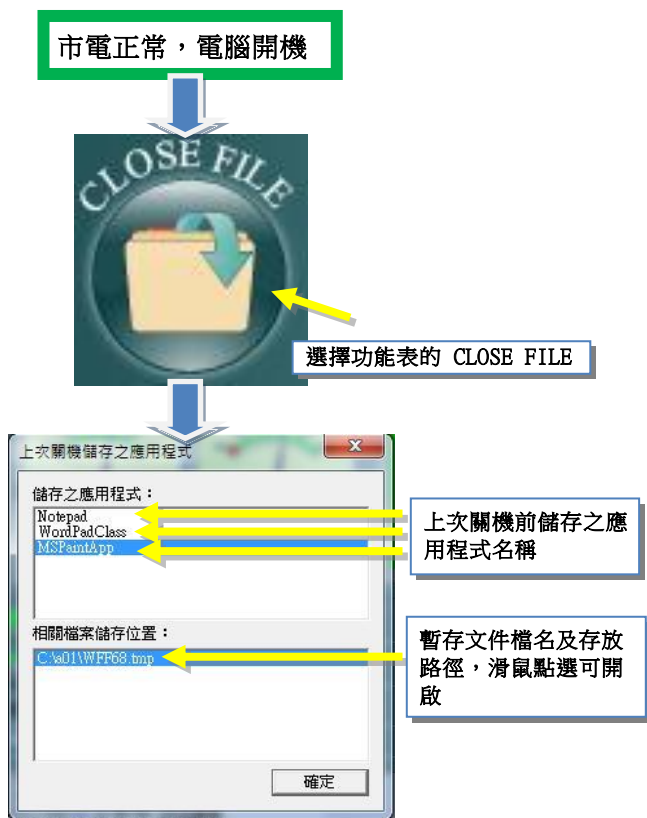 市電正常，電腦開機
CLOSE FILE
選擇功能表的 CLOSE FILE
上次關機儲存之應用程式
儲存之應用程式：
Notepad
WordPadClass
MSPaintApp
上次關機前儲存之應
用程式名稱
相關檔案儲存位置：
C:\a01\WFF68.tmp
暫存文件檔名及存放
路徑，滑鼠點選可開
啟
確定